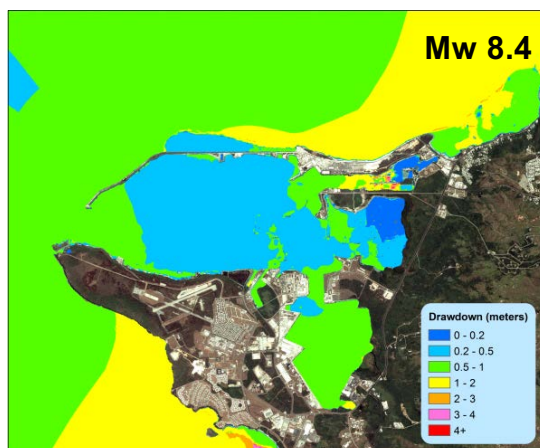 Mw 8.4
Drawdown (meters)
0 - 0.2
0.2 - 0.5
0.5 - 1
1 - 2
2 - 3
3 - 4
4+